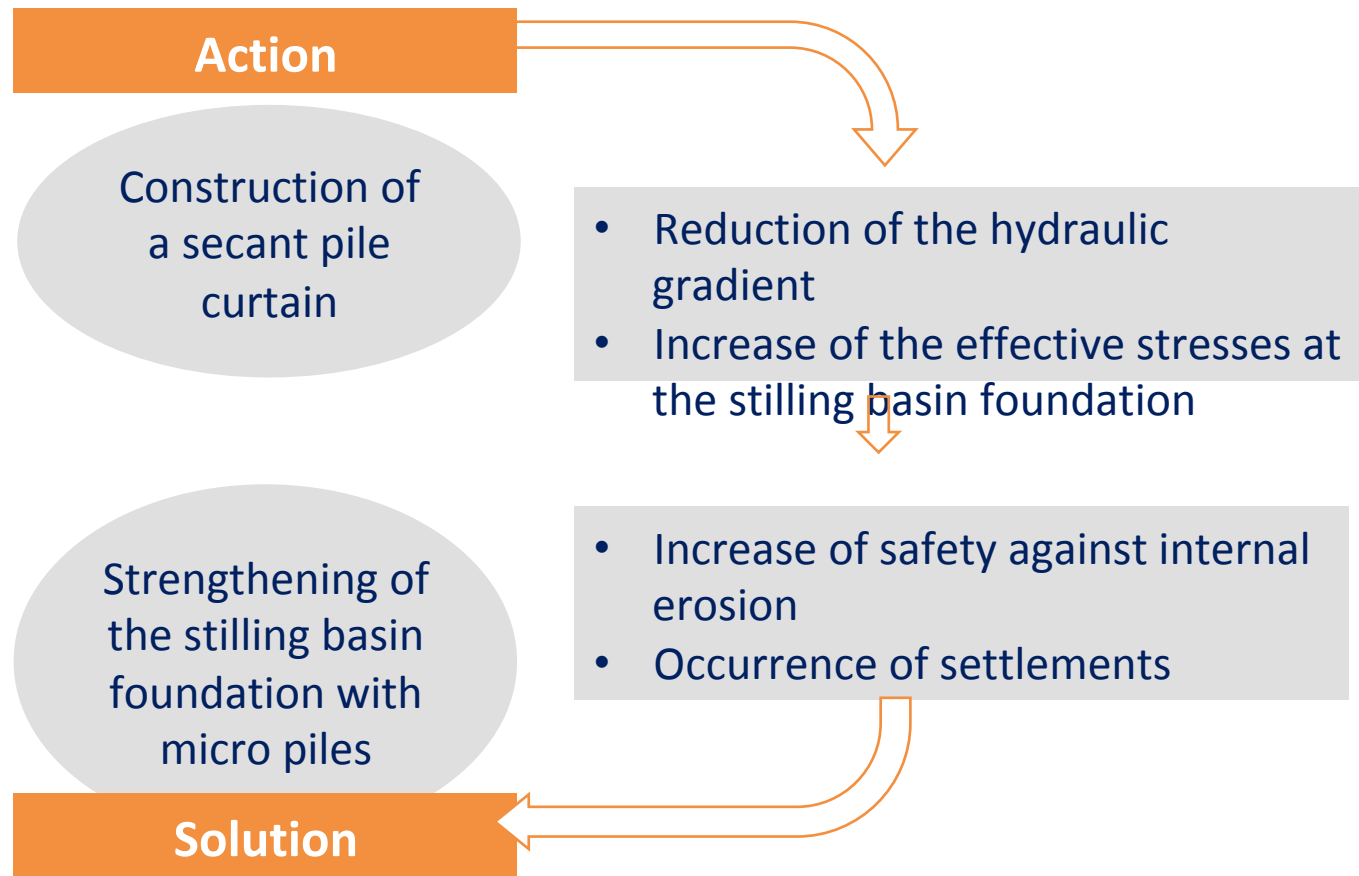 Action
Construction of
a secant pile
curtain
• Reduction of the hydraulic
gradient
• Increase of the effective stresses at
the stilling basin foundation
• Increase of safety against internal
erosion
• Occurrence of settlements
Strengthening of
the stilling basin
foundation with
micro piles
Solution